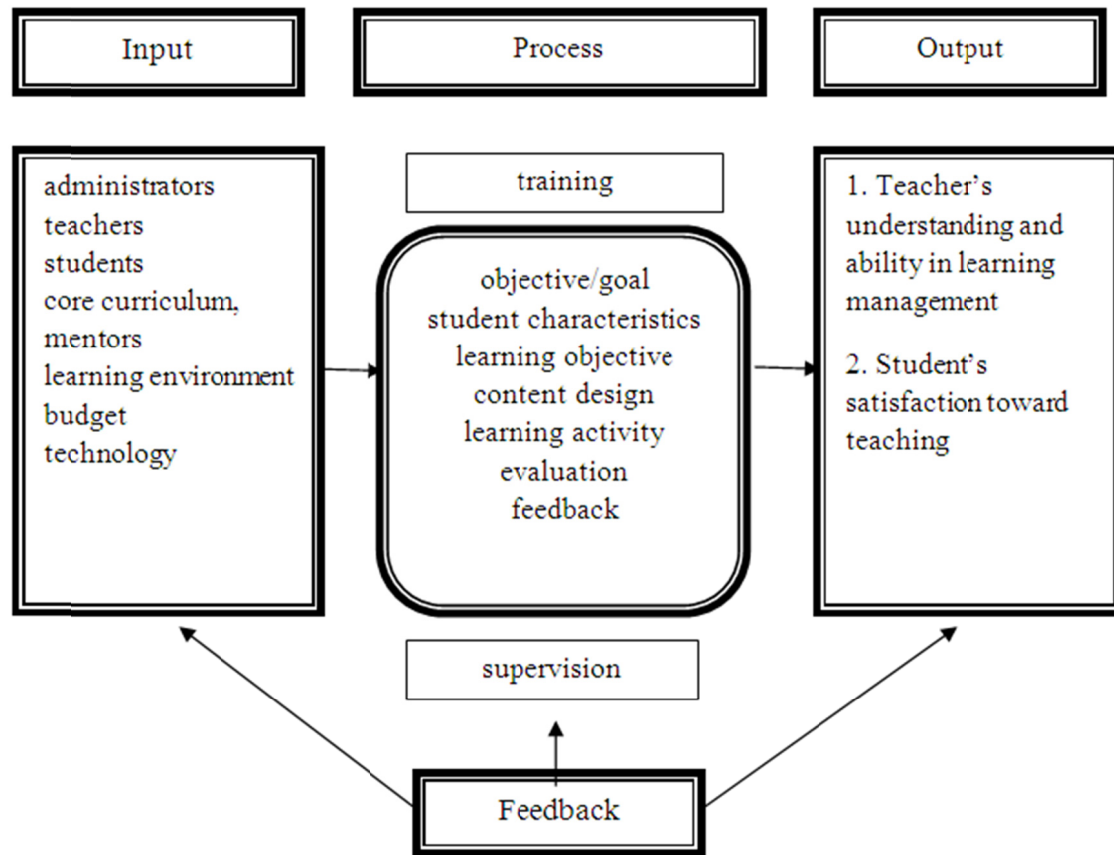 Input
Process
Output
administrators
teachers
students
core curriculum,
mentors
learning environment
budget
technology
training
objective/goal
student characteristics
learning objective
content design
learning activity
evaluation
feedback
supervision
1. Teacher’s
understanding and
ability in learning
management
2. Student’s
satisfaction toward
teaching
Feedback